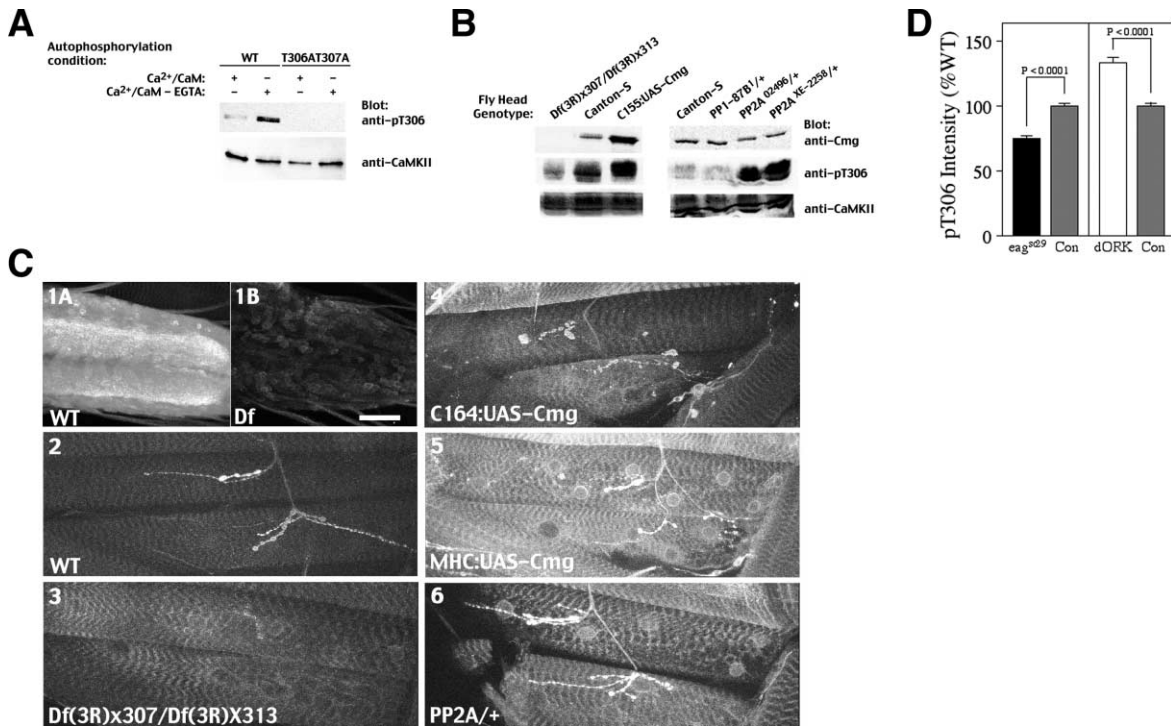 A
Autophosphorylation
condition:
WT T306AT307A
Ca2+/CaM: + − + −
Ca2+/CaM − EGTA: − + − +
Blot:
anti-pT306
anti-CaMKII
B
Fly Head
Genotype:
Df(3R)x307/Df(3R)x313
Canton-S
C155:UAS-Cmg
Canton-S
PP1-87B1/+
PP2A 02496/+
PP2A XE-2258/+
Blot:
anti-Cmg
anti-pT306
anti-CaMKII
C
1A
WT
1B
Df
2
WT
3
Df(3R)x307/Df(3R)X313
4
C164:UAS-Cmg
5
MHC:UAS-Cmg
6
PP2A/+
D
pT306 Intensity (%WT)
150
100
50
0
P < 0.0001
P < 0.0001
eag sc29 Con dORK Con